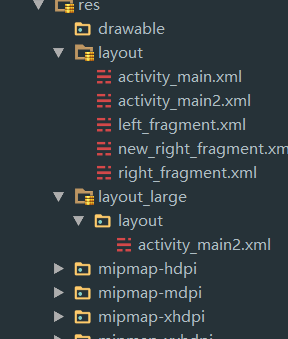 res
drawable
layout
activity_main.xml
activity_main2.xml
left_fragment.xml
new_right_fragment.xm
right_fragment.xml
layout_large
layout
activity_main2.xml
mipmap-hdpi
mipmap-mdpi
mipmap-xhdpi